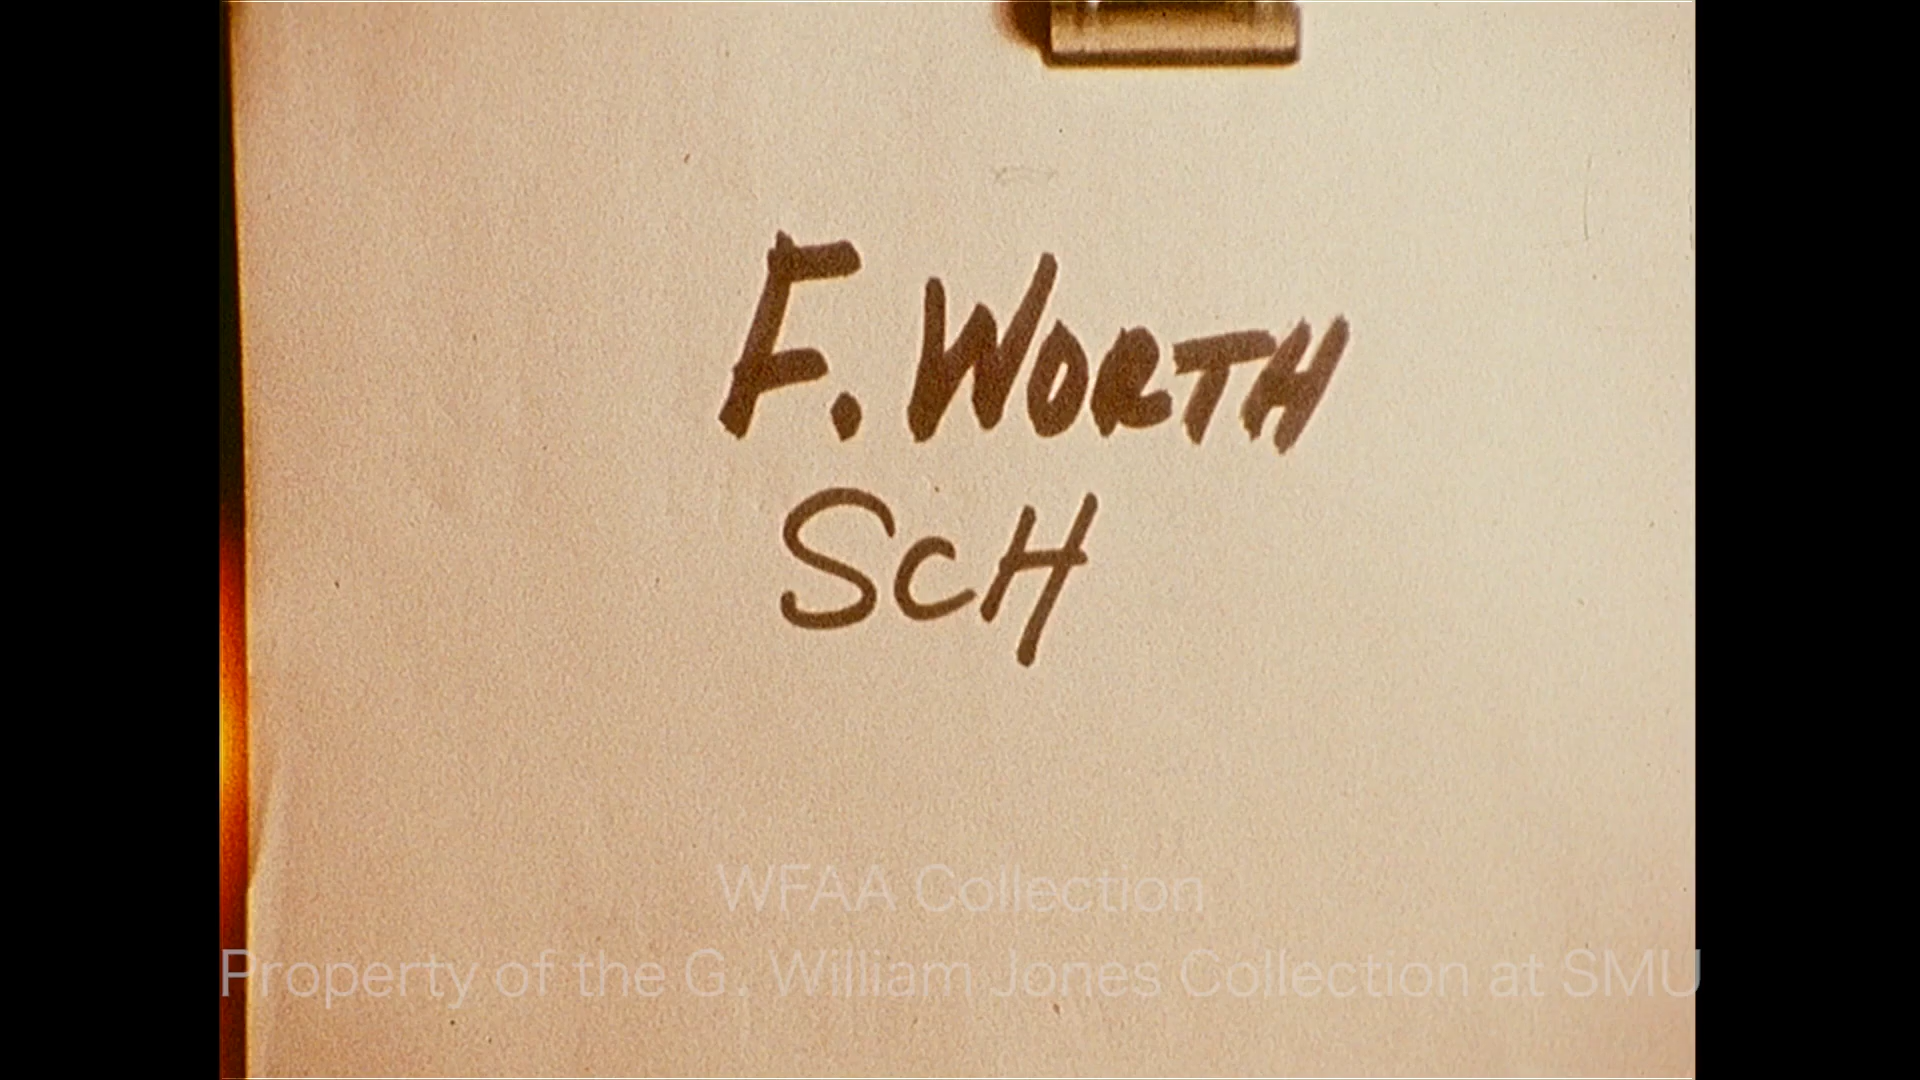 F. WORTH
SCH
WFAA Collection
Property of the G. William Jones Collection at SMU